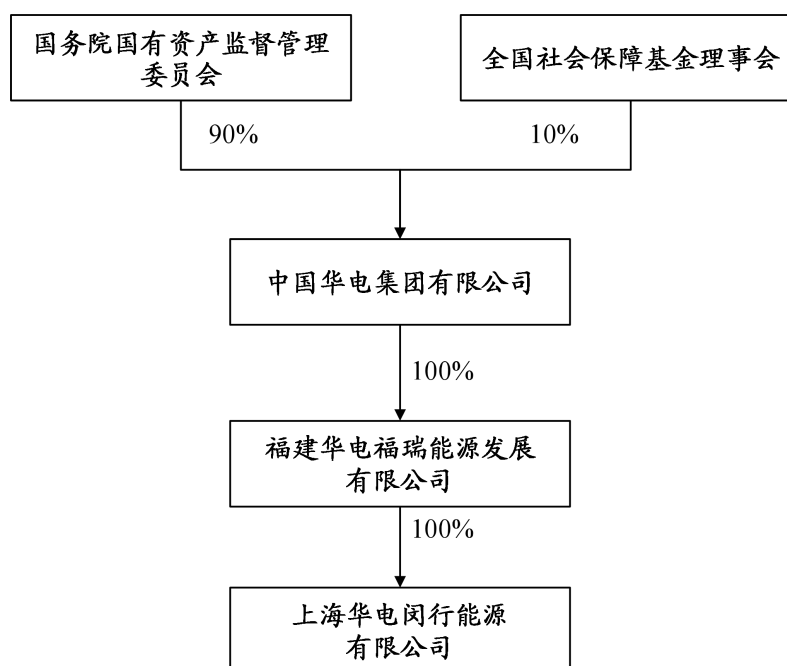 国务院国有资产监督管理
委员会
全国社会保障基金理事会
90%
10%
中国华电集团有限公司
100%
福建华电福瑞能源发展
有限公司
100%
上海华电闵行能源
有限公司